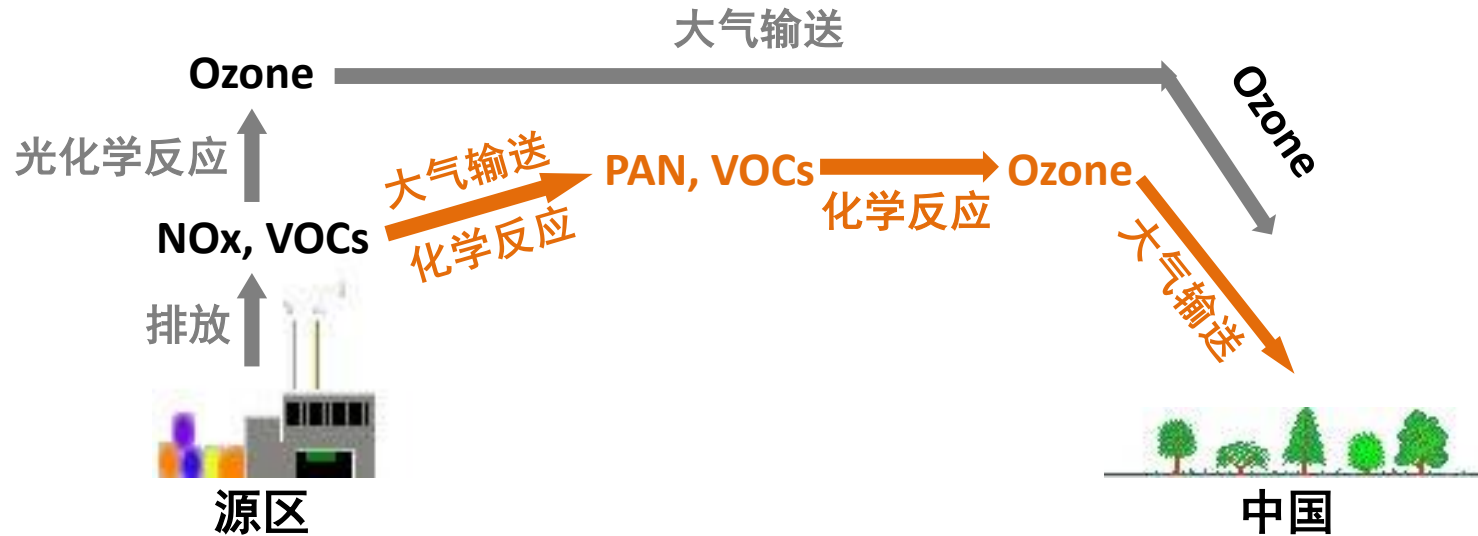 大气输送
Ozone
Ozone
光化学反应
大气输送
PAN, VOCs
Ozone
化学反应
NOx, VOCs
化学反应
大气输送
排放
源区
中国